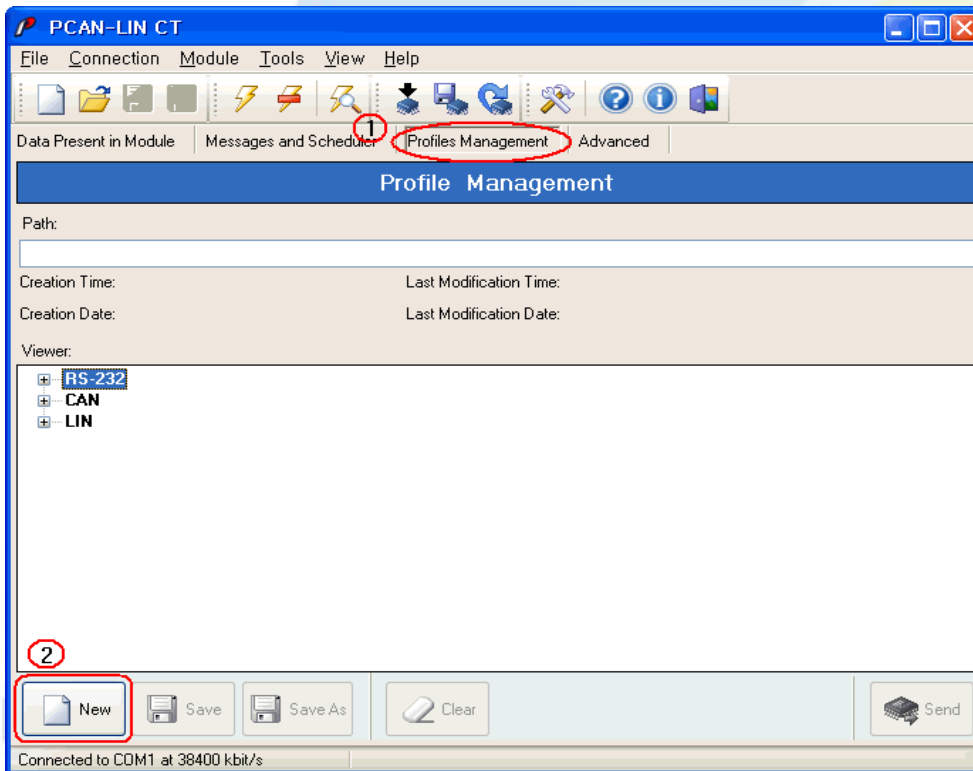 PCAN-LIN CT
File Connection Module Tools View Help
1
Data Present in Module Messages and Scheduler Profiles Management Advanced
Profile Management
Path:
Creation Time: Last Modification Time:
Creation Date: Last Modification Date:
Viewer:
RS-232
CAN
LIN
2
New Save Save As Clear Send
Connected to COM1 at 38400 kbit/s